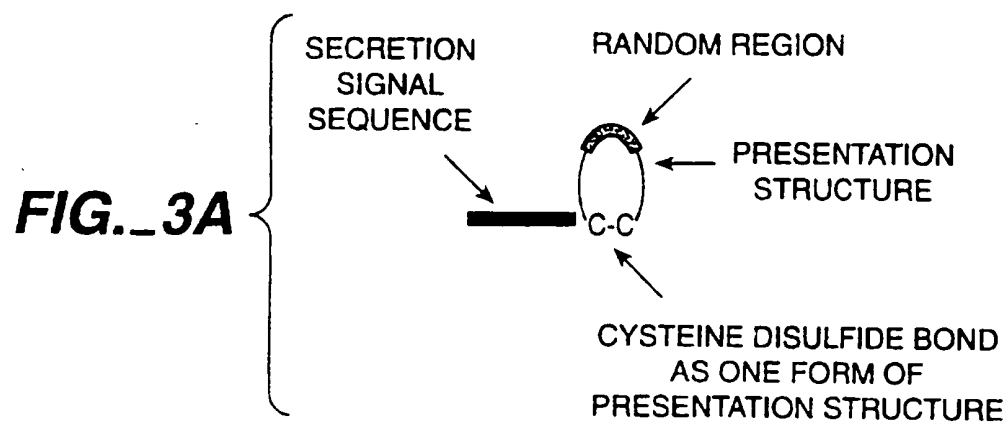 SECRETION
SIGNAL
SEQUENCE
RANDOM REGION
PRESENTATION
STRUCTURE
FIG._3A
C-C
CYSTEINE DISULFIDE BOND
AS ONE FORM OF
PRESENTATION STRUCTURE